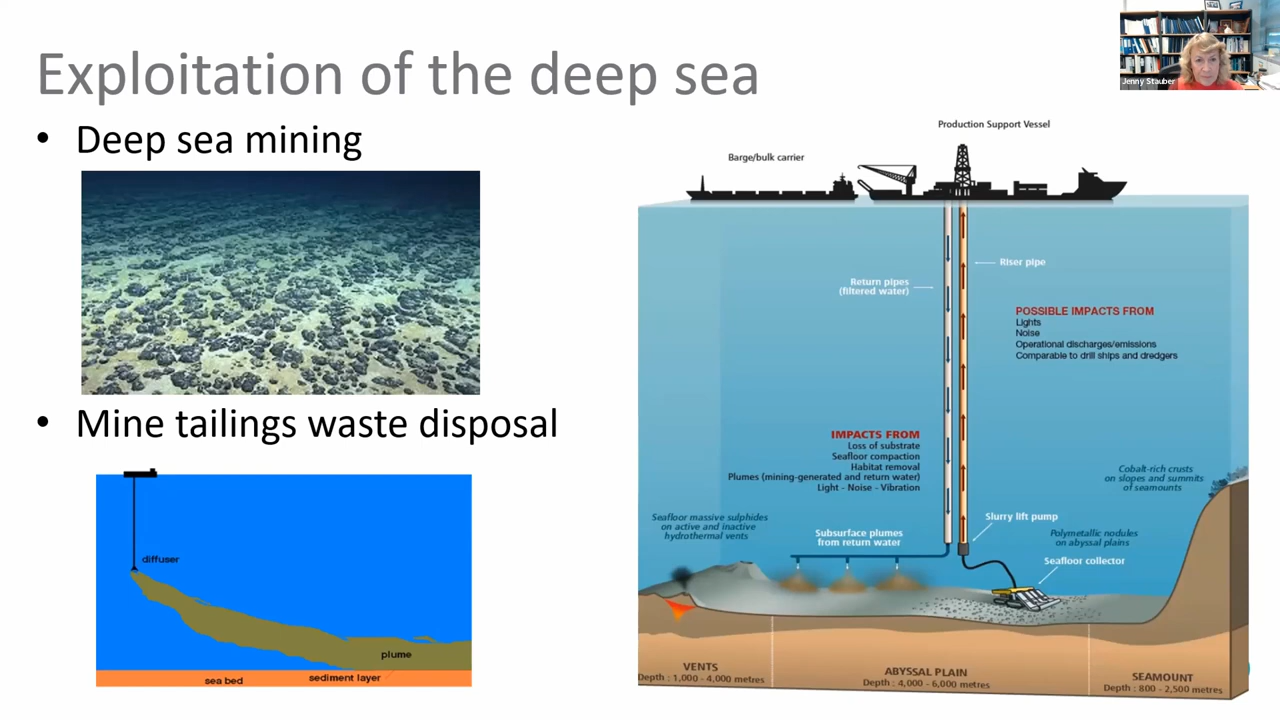 Exploitation of the deep sea
Jenny Stauber
• Deep sea mining
• Mine tailings waste disposal
diffuser
plume
sediment layer
sea bed
Production Support Vessel
Barge/bulk carrier
Riser pipe
Return pipes
(filtered water)
POSSIBLE IMPACTS FROM
Lights
Noise
Operational discharges/emissions
Comparable to drill ships and dredgers
IMPACTS FROM
Loss of substrate
Seafloor compaction
Habitat removal
Plumes (mining-generated and return water)
Light - Noise - Vibration
Cobalt-rich crusts
on slopes and summits
of seamounts
Seafloor massive sulphides
on active and inactive
hydrothermal vents
Subsurface plumes
from return water
Slurry lift pump
Polymetallic nodules
on abyssal plains
Seafloor collector
VENTS
Depth : 1,000 - 4,000 metres
ABYSSAL PLAIN
Depth : 4,000 - 6,000 metres
SEAMOUNT
Depth : 800 - 2,500 metres